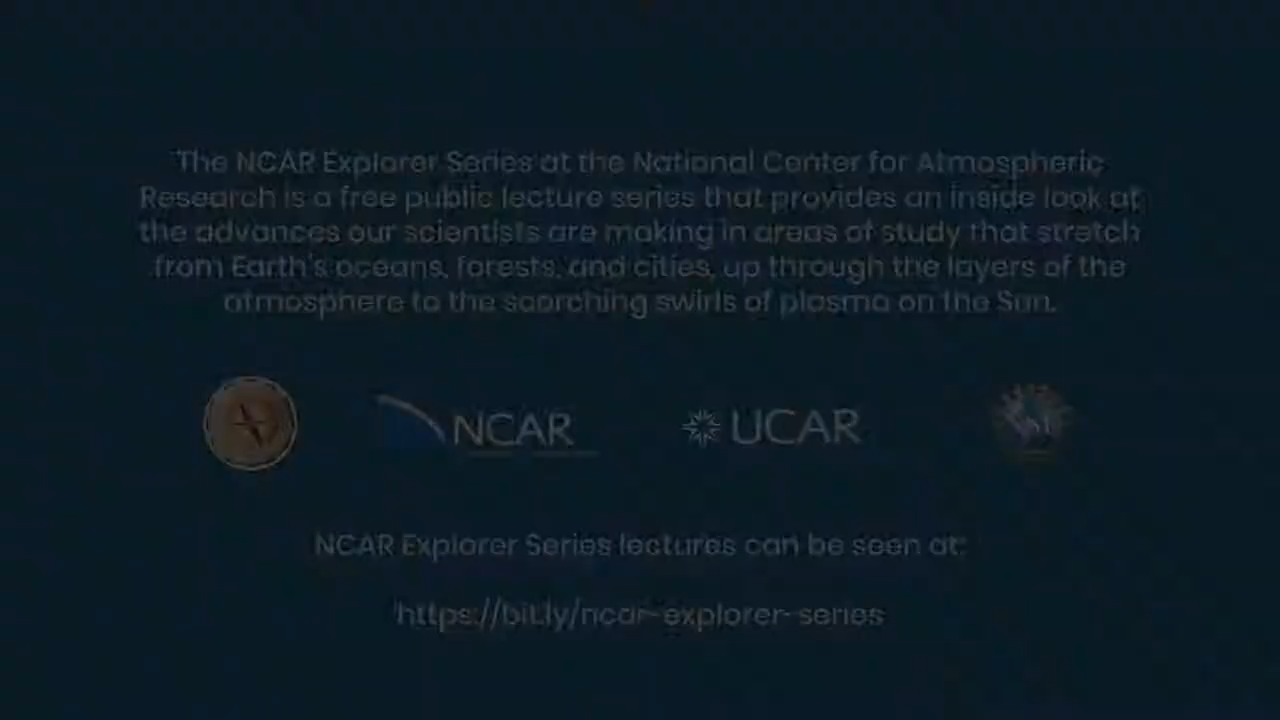 The NCAR Explorer Series at the National Center for Atmospheric
Research is a free public lecture series that provides an inside look at
the advances our scientists are making in areas of study that stretch
from Earth's oceans, forests, and cities, up through the layers of the
atmosphere to the scorching swirls of plasma on the Sun.
NCAR
UCAR
NCAR Explorer Series lectures can be seen at:
https://bit.ly/ncar-explorer-series